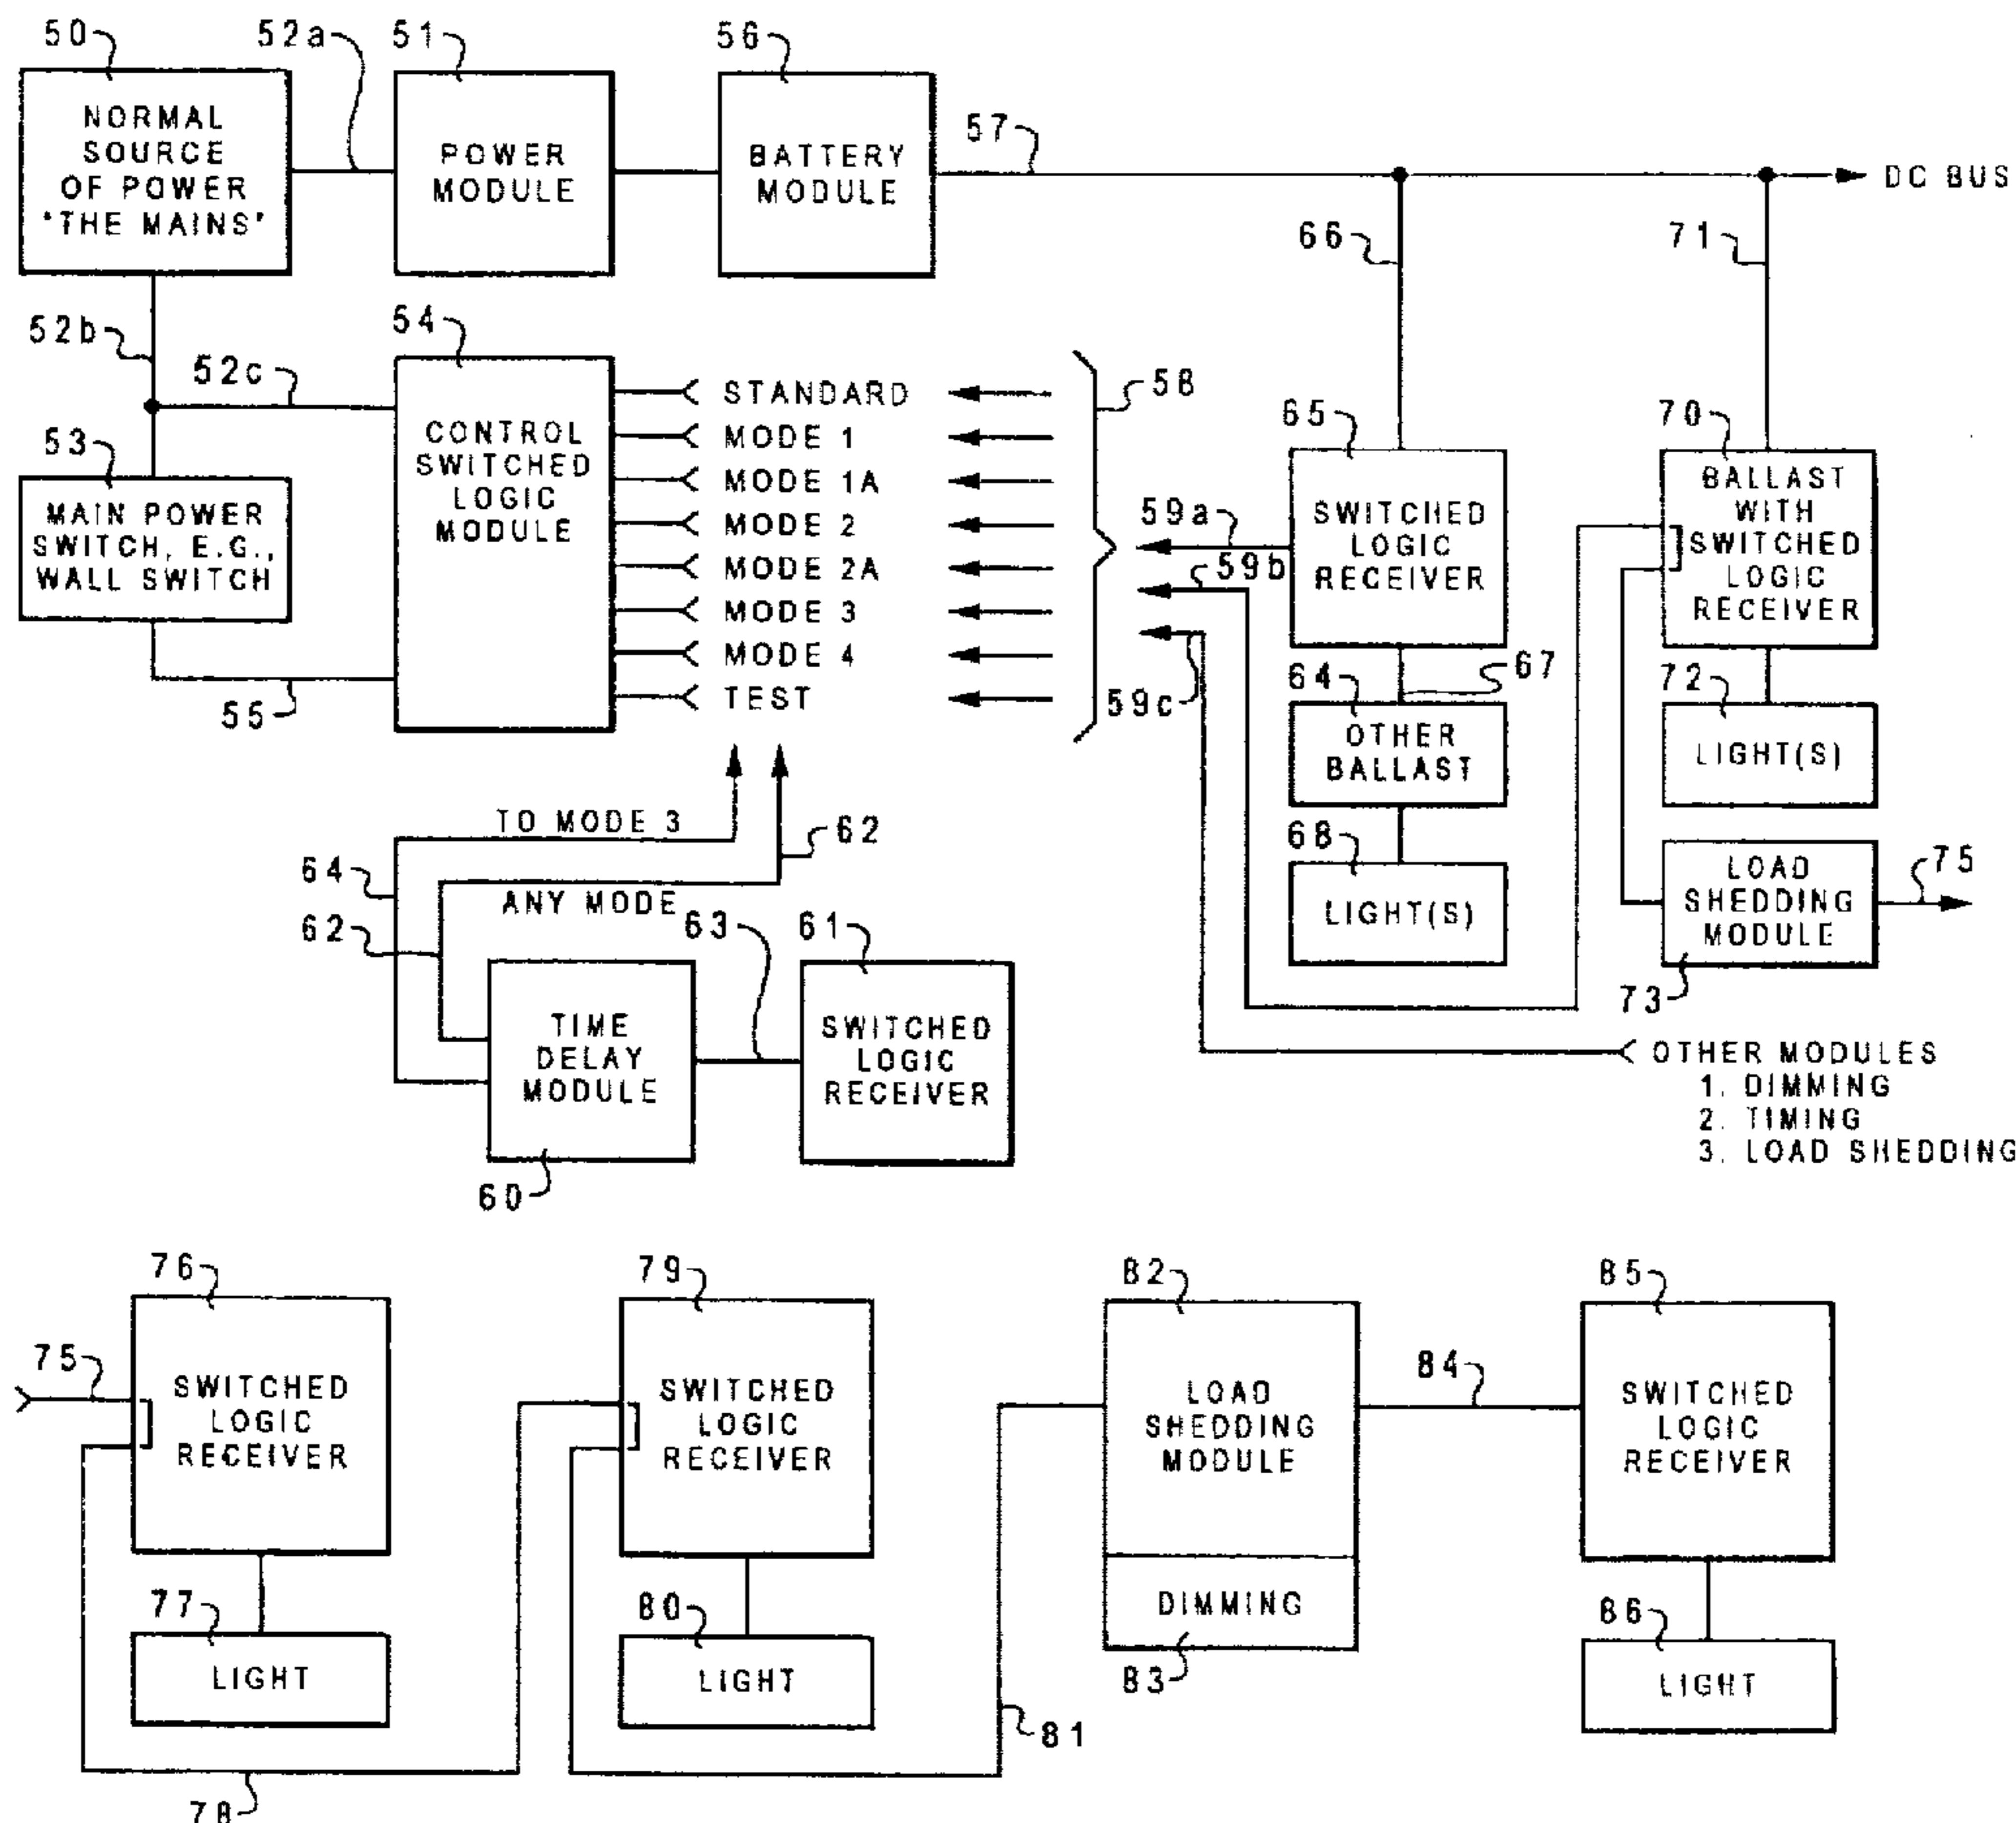 50
52a
51
56
NORMAL
SOURCE
OF POWER
'THE MAINS'
POWER
MODULE
BATTERY
MODULE
57
DC BUS
66
71
52b
52c
54
53
MAIN POWER
SWITCH, E.G.,
WALL SWITCH
55
CONTROL
SWITCHED
LOGIC
MODULE
STANDARD
MODE 1
MODE 1A
MODE 2
MODE 2A
MODE 3
MODE 4
TEST
58
59a
59b
59c
65
SWITCHED
LOGIC
RECEIVER
67
64
OTHER
BALLAST
68
LIGHT(S)
70
BALLAST
WITH
SWITCHED
LOGIC
RECEIVER
72
LIGHT(S)
LOAD
SHEDDING
MODULE
75
73
TO MODE 3
62
64
ANY MODE
62
63
61
TIME
DELAY
MODULE
SWITCHED
LOGIC
RECEIVER
60
OTHER MODULES
1. DIMMING
2. TIMING
3. LOAD SHEDDING
76
75
SWITCHED
LOGIC
RECEIVER
77
LIGHT
78
79
SWITCHED
LOGIC
RECEIVER
80
LIGHT
81
82
LOAD
SHEDDING
MODULE
DIMMING
83
84
85
SWITCHED
LOGIC
RECEIVER
86
LIGHT